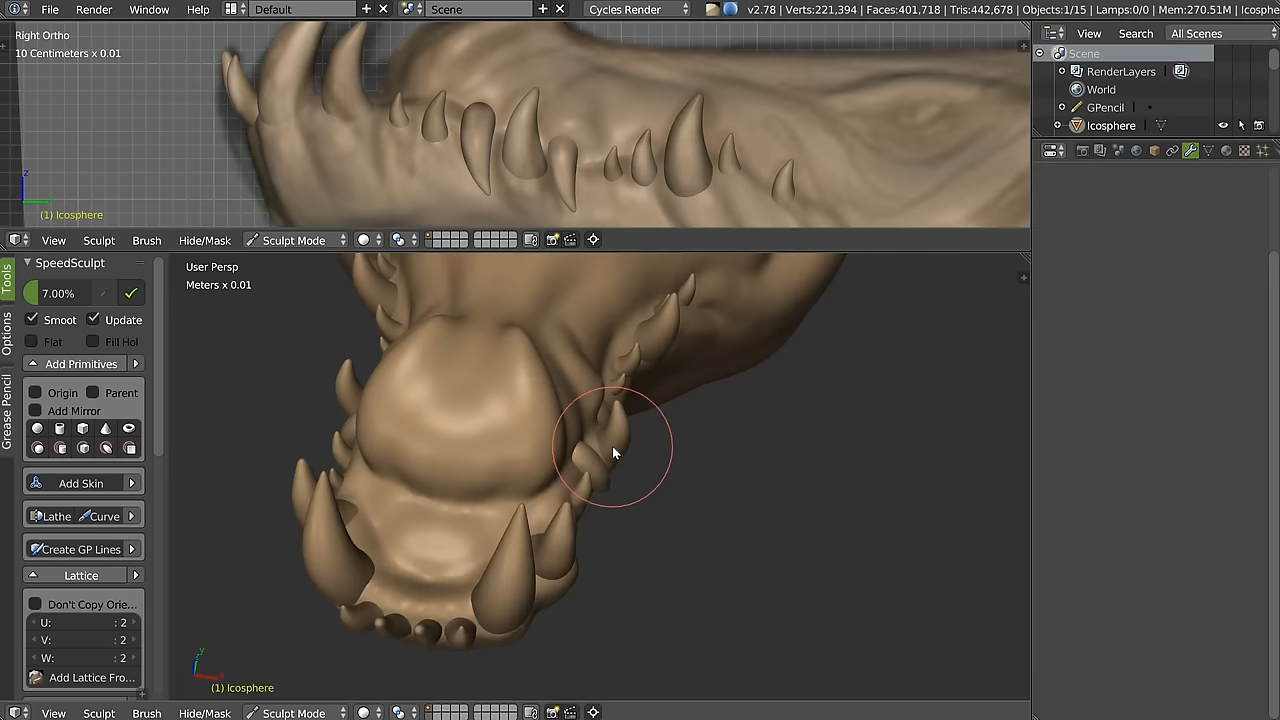 File Render Window Help Default Scene Cycles Render v2.78 | Verts:221,394 | Faces:401,718 | Tris:442,678 | Objects:1/15 | Lamps:0/0 | Mem:270.51M | Icosphe
Right Ortho
10 Centimeters x 0.01
View Search All Scenes
Scene
RenderLayers
World
GPencil
Icosphere
z
(1) Icosphere
View Sculpt Brush Hide/Mask Sculpt Mode
Tools
Options
Grease Pencil
SpeedSculpt
7.00%
Smoot Update
Flat Fill Hol
Add Primitives
Origin Parent
Add Mirror
Add Skin
Lathe Curve
Create GP Lines
Lattice
Don't Copy Orie...
U: : 2
V: : 2
W: : 2
Add Lattice Fro...
User Persp
Meters x 0.01
y
(1) Icosphere
View Sculpt Brush Hide/Mask Sculpt Mode